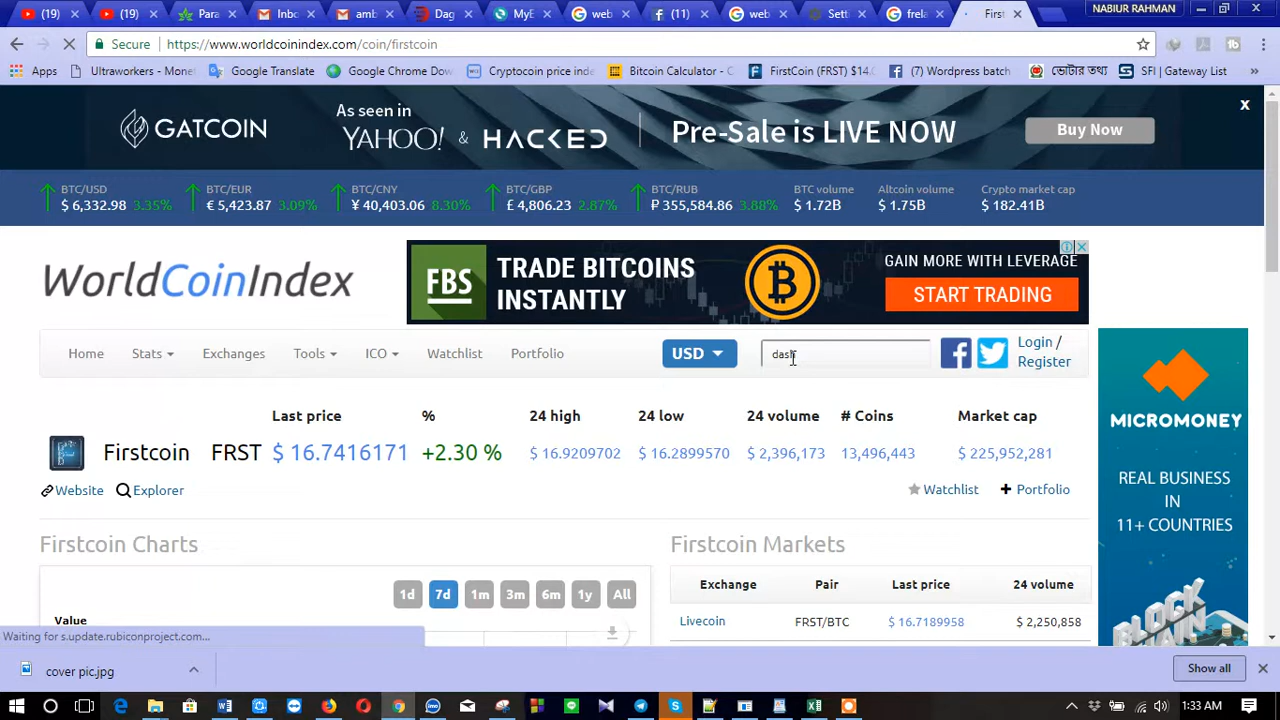 (19) (19) Para Inbo amb Dag MyE web (11) web Setti frela First NABIUR RAHMAN
Secure https://www.worldcoinindex.com/coin/firstcoin
Apps Ultraworkers - Monet Google Translate Google Chrome Dow Cryptocoin price inde Bitcoin Calculator - C FirstCoin (FRST) $14.0 (7) Wordpress batch ভোটার তথ্য SFI | Gateway List »
GATCOIN As seen in YAHOO! & HACKED Pre-Sale is LIVE NOW Buy Now X
BTC/USD BTC/EUR BTC/CNY BTC/GBP BTC/RUB BTC volume Altcoin volume Crypto market cap
$ 6,332.98 3.35% € 5,423.87 3.09% ¥ 40,403.06 8.30% £ 4,806.23 2.87% ₽ 355,584.86 3.88% $ 1.72B $ 1.75B $ 182.41B
WorldCoinIndex
FBS TRADE BITCOINS INSTANTLY GAIN MORE WITH LEVERAGE START TRADING
Home Stats Exchanges Tools ICO Watchlist Portfolio USD dash Login / Register
Last price % 24 high 24 low 24 volume # Coins Market cap
Firstcoin FRST $ 16.7416171 +2.30 % $ 16.9209702 $ 16.2899570 $ 2,396,173 13,496,443 $ 225,952,281
Website Explorer Watchlist Portfolio
MICROMONEY
REAL BUSINESS
IN
11+ COUNTRIES
BLOCK
CHAIN
Firstcoin Charts Firstcoin Markets
1d 7d 1m 3m 6m 1y All
Value
Exchange Pair Last price 24 volume
Livecoin FRST/BTC $ 16.7189958 $ 2,250,858
Waiting for s.update.rubiconproject.com...
cover pic.jpg Show all
1:33 AM